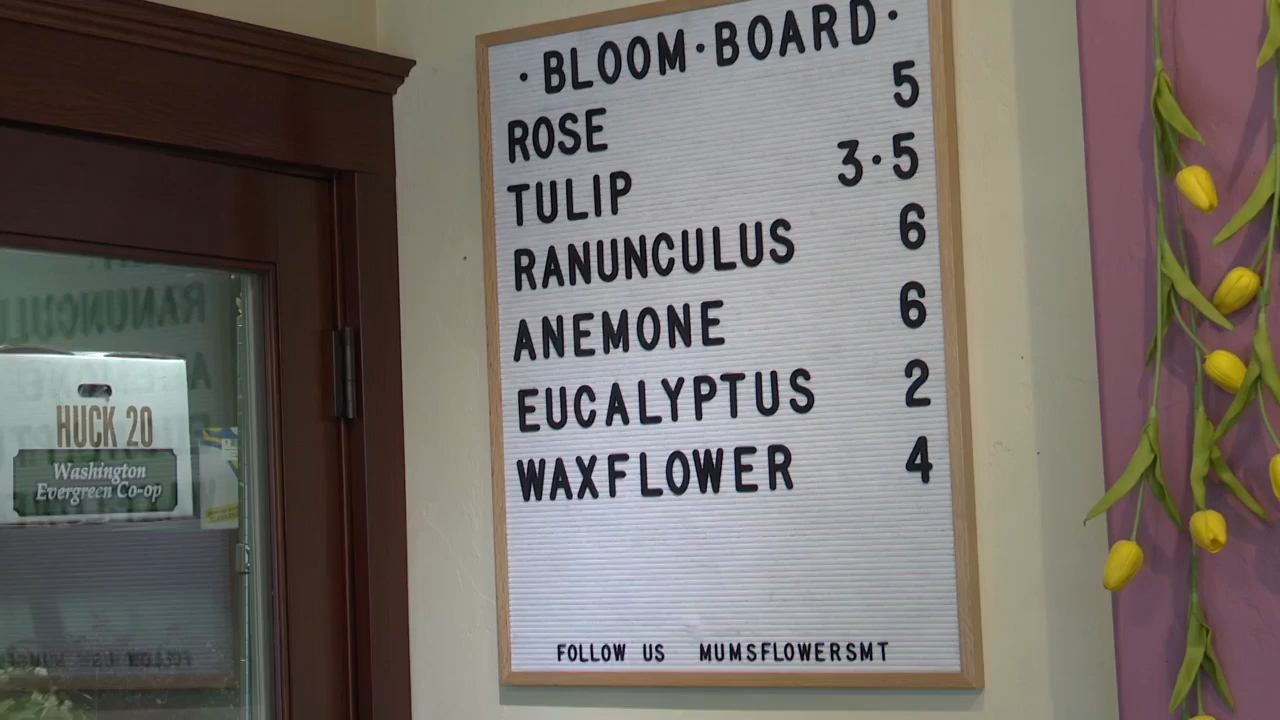 ·BLOOM·BOARD·
ROSE 5
TULIP 3·5
RANUNCULUS 6
ANEMONE 6
EUCALYPTUS 2
WAXFLOWER 4
FOLLOW US MUMSFLOWERSMT
HUCK 20
Washington
Evergreen Co-op